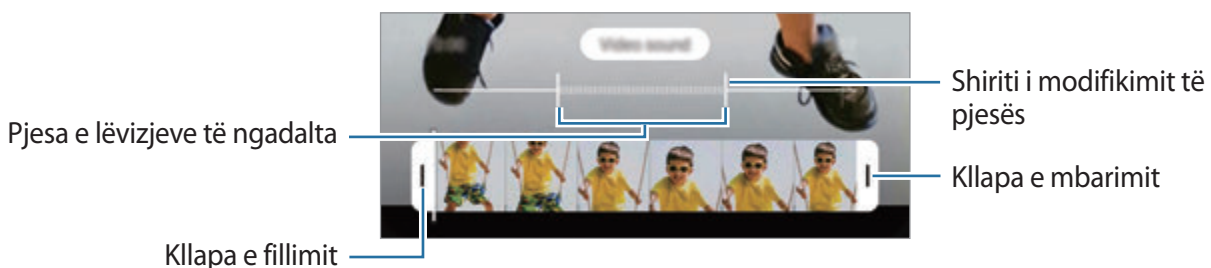 Video sound
Shiriti i modifikimit të
pjesës
Pjesa e lëvizjeve të ngadalta
Kllapa e mbarimit
Kllapa e fillimit